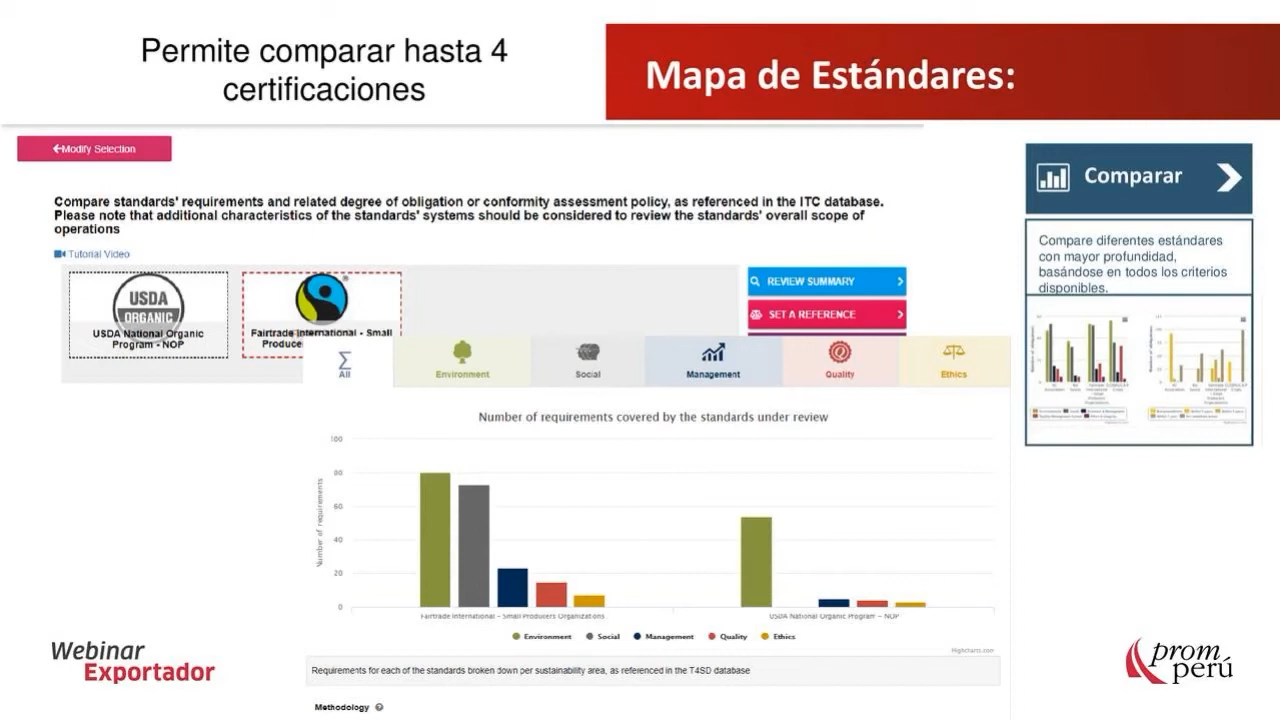 Permite comparar hasta 4
certificaciones
Mapa de Estándares:
Modify Selection
Compare standards' requirements and related degree of obligation or conformity assessment policy, as referenced in the ITC database.
Please note that additional characteristics of the standards' systems should be considered to review the standards' overall scope of
operations
Tutorial Video
USDA
ORGANIC
USDA National Organic
Program - NOP
Fairtrade International - Small
Produce
REVIEW SUMMARY
SET A REFERENCE
Comparar
Compare diferentes estándares
con mayor profundidad,
basándose en todos los criterios
disponibles.
All
Environment
Social
Management
Quality
Ethics
Number of requirements covered by the standards under review
Number of requirements
100
80
60
40
20
0
Fairtrade International – Small Producers Organizations
USDA National Organic Program – NOP
Environment Social Management Quality Ethics
Highcharts.com
Requirements for each of the standards broken down per sustainability area, as referenced in the T4SD database
Methodology
Webinar
Exportador
prom
perú